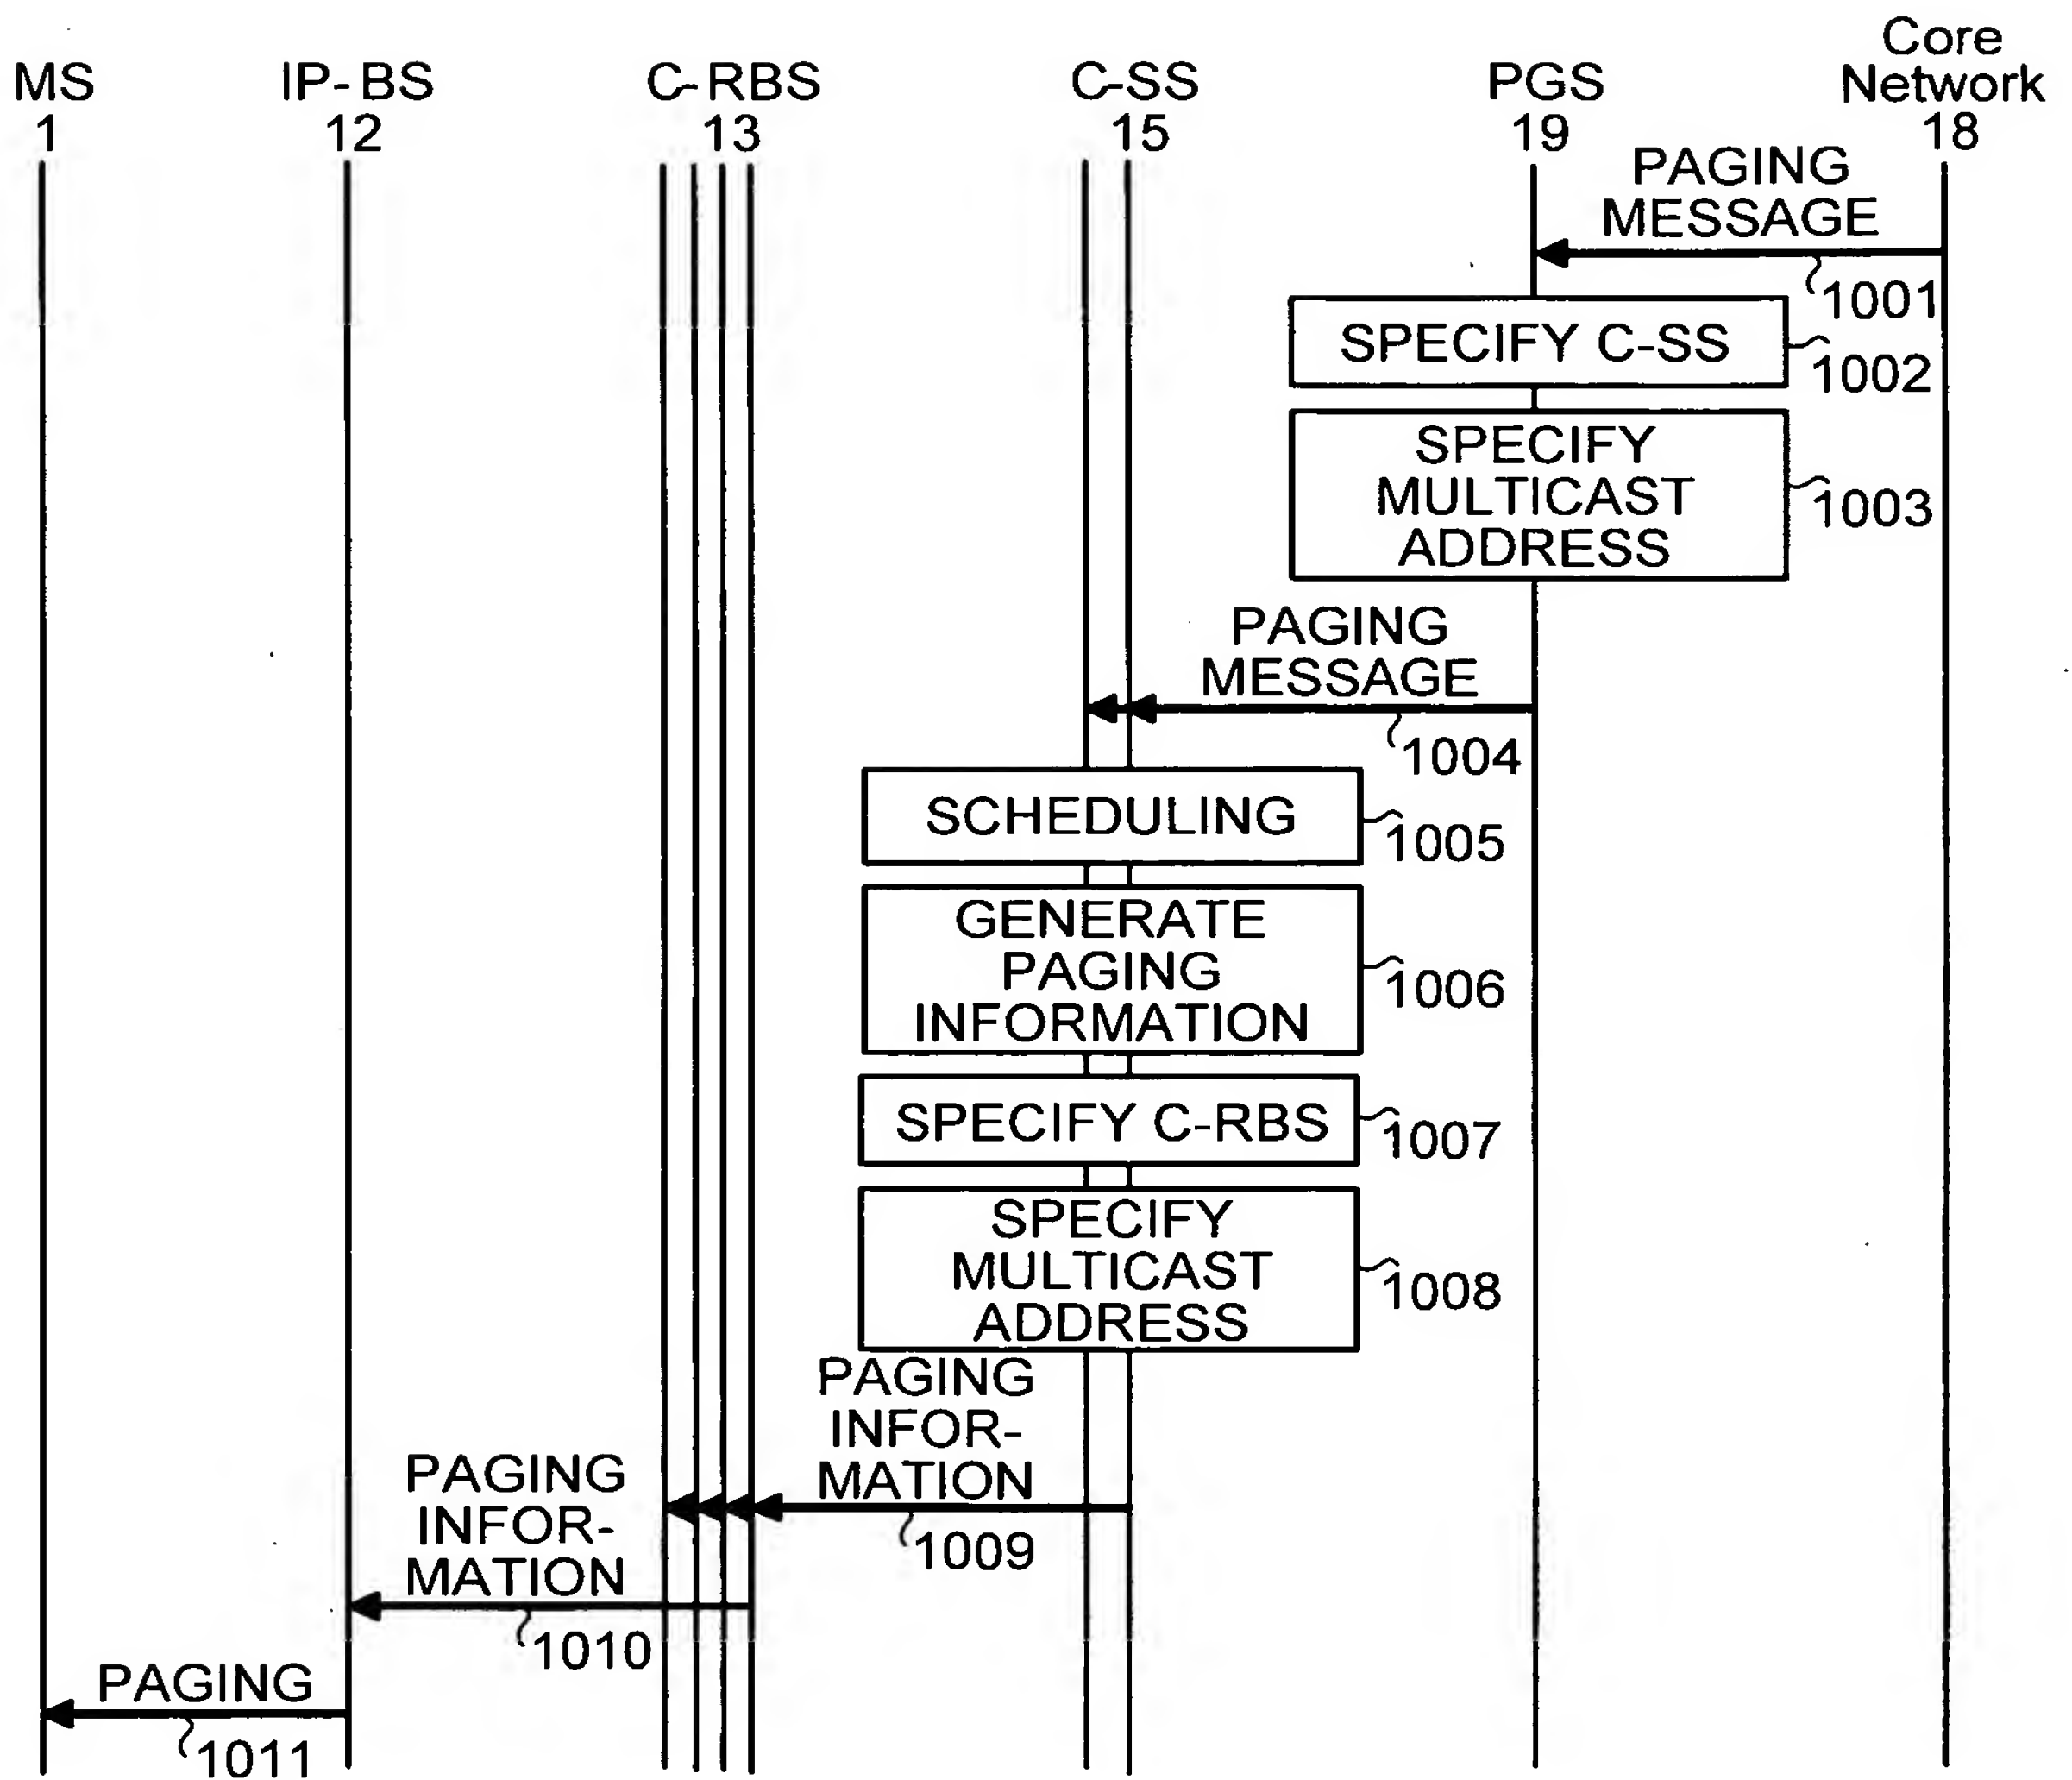 MS
1
IP-BS
12
C-RBS
13
C-SS
15
PGS
19
Core
Network
18
PAGING
MESSAGE
1001
SPECIFY C-SS
1002
SPECIFY
MULTICAST
ADDRESS
1003
PAGING
MESSAGE
1004
SCHEDULING
1005
GENERATE
PAGING
INFORMATION
1006
SPECIFY C-RBS
1007
SPECIFY
MULTICAST
ADDRESS
1008
PAGING
INFOR-
MATION
1009
PAGING
INFOR-
MATION
1010
PAGING
1011